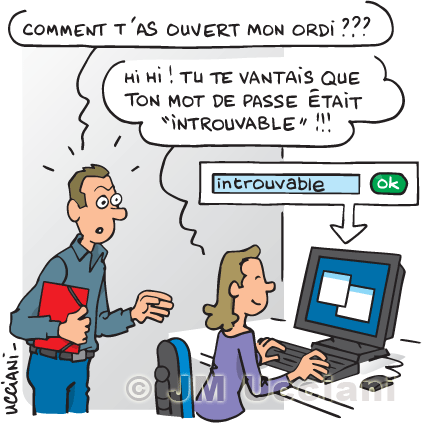 COMMENT T'AS OUVERT MON ORDI ???
HI HI ! TU TE VANTAIS QUE
TON MOT DE PASSE ÉTAIT
"INTROUVABLE" !!!
introuvable ok
UCCIANI-
© JM Ucciani